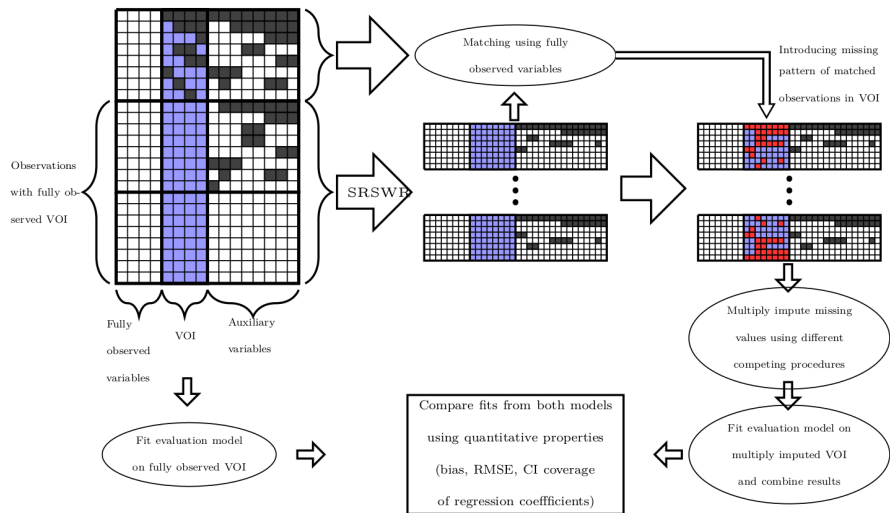 Matching using fully
observed variables
Introducing missing
pattern of matched
observations in VOI
Observations
with fully ob-
served VOI
SRSWR
Fully
observed
variables
VOI
Auxiliary
variables
Multiply impute missing
values using different
competing procedures
Fit evaluation model
on fully observed VOI
Compare fits from both models
using quantitative properties
(bias, RMSE, CI coverage
of regression coeffficients)
Fit evaluation model on
multiply imputed VOI
and combine results